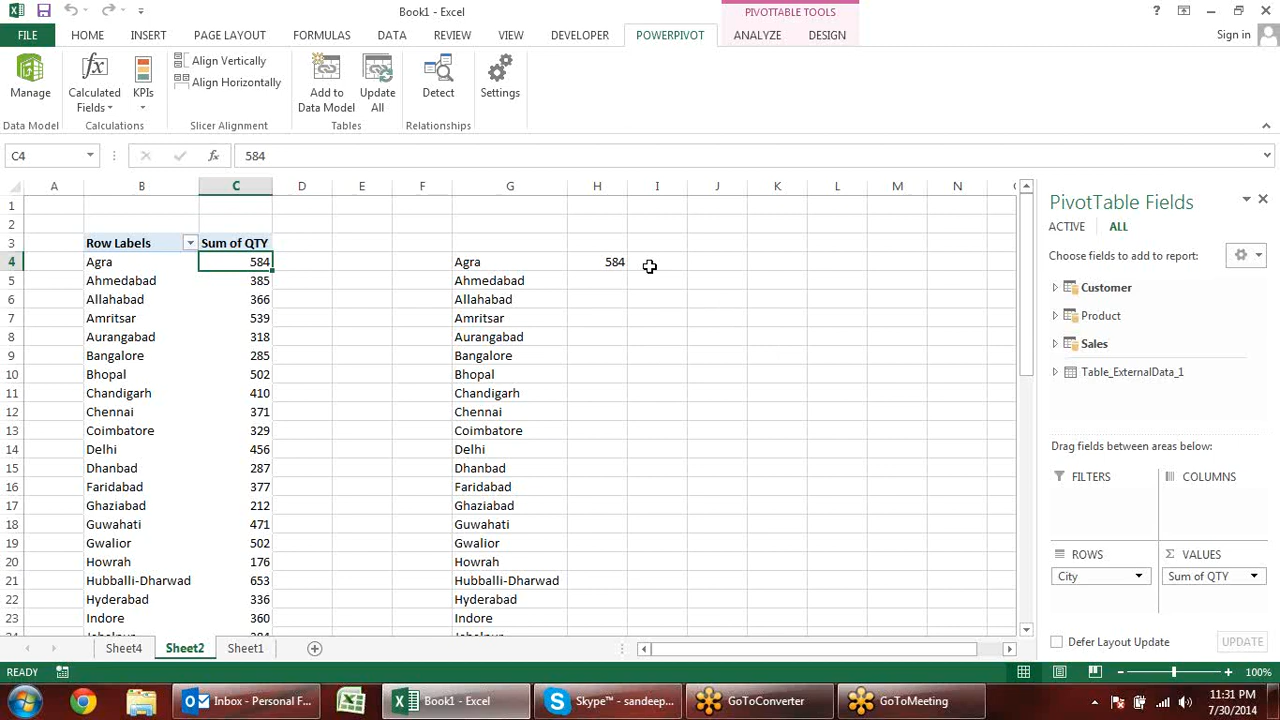 Book1 - Excel
PIVOTTABLE TOOLS
?
FILE HOME INSERT PAGE LAYOUT FORMULAS DATA REVIEW VIEW DEVELOPER POWERPIVOT ANALYZE DESIGN Sign in
Manage
Calculated Fields
KPIs
Align Vertically
Align Horizontally
Add to Data Model
Update All
Detect
Settings
Data Model Calculations Slicer Alignment Tables Relationships
C4 fx 584
A B C D E F G H I J K L M N
1
2
3 Row Labels Sum of QTY
4 Agra 584 Agra 584
5 Ahmedabad 385 Ahmedabad
6 Allahabad 366 Allahabad
7 Amritsar 539 Amritsar
8 Aurangabad 318 Aurangabad
9 Bangalore 285 Bangalore
10 Bhopal 502 Bhopal
11 Chandigarh 410 Chandigarh
12 Chennai 371 Chennai
13 Coimbatore 329 Coimbatore
14 Delhi 456 Delhi
15 Dhanbad 287 Dhanbad
16 Faridabad 377 Faridabad
17 Ghaziabad 212 Ghaziabad
18 Guwahati 471 Guwahati
19 Gwalior 502 Gwalior
20 Howrah 176 Howrah
21 Hubballi-Dharwad 653 Hubballi-Dharwad
22 Hyderabad 336 Hyderabad
23 Indore 360 Indore
PivotTable Fields
ACTIVE ALL
Choose fields to add to report:
Customer
Product
Sales
Table_ExternalData_1
Drag fields between areas below:
FILTERS COLUMNS
ROWS Σ VALUES
City Sum of QTY
Defer Layout Update UPDATE
Sheet4 Sheet2 Sheet1
READY 100%
Inbox - Personal F... Book1 - Excel Skype™ - sandeep... GoToConverter GoToMeeting
11:31 PM
7/30/2014